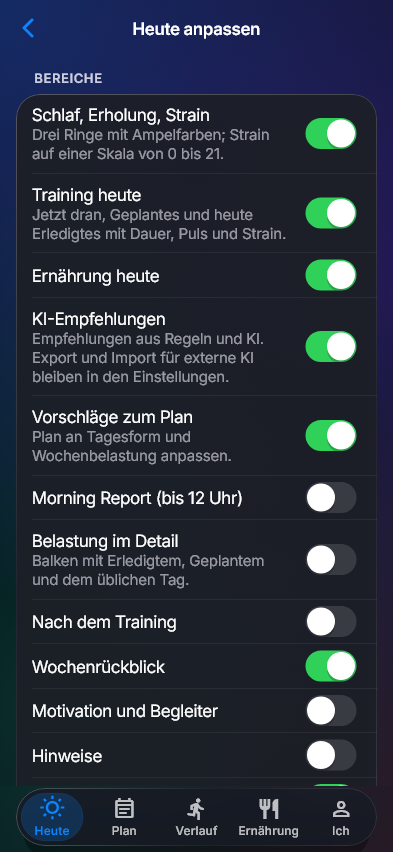 Heute anpassen
BEREICHE
Schlaf, Erholung, Strain
Drei Ringe mit Ampelfarben; Strain
auf einer Skala von 0 bis 21.
Training heute
Jetzt dran, Geplantes und heute
Erledigtes mit Dauer, Puls und Strain.
Ernährung heute
KI-Empfehlungen
Empfehlungen aus Regeln und KI.
Export und Import für externe KI
bleiben in den Einstellungen.
Vorschläge zum Plan
Plan an Tagesform und
Wochenbelastung anpassen.
Morning Report (bis 12 Uhr)
Belastung im Detail
Balken mit Erledigtem, Geplantem
und dem üblichen Tag.
Nach dem Training
Wochenrückblick
Motivation und Begleiter
Hinweise
Heute
Plan
Verlauf
Ernährung
Ich